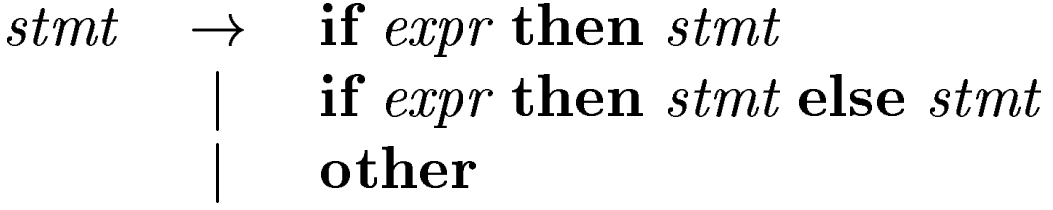 stmt → if expr then stmt
| if expr then stmt else stmt
| other